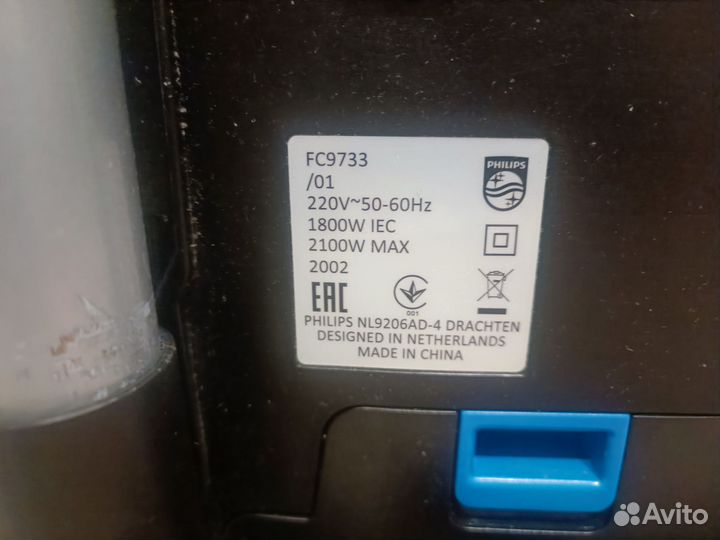 FC9733
/01
220V~50-60Hz
1800W IEC
2100W MAX
2002
PHILIPS
EAC
001
PHILIPS NL9206AD-4 DRACHTEN
DESIGNED IN NETHERLANDS
MADE IN CHINA
Avito